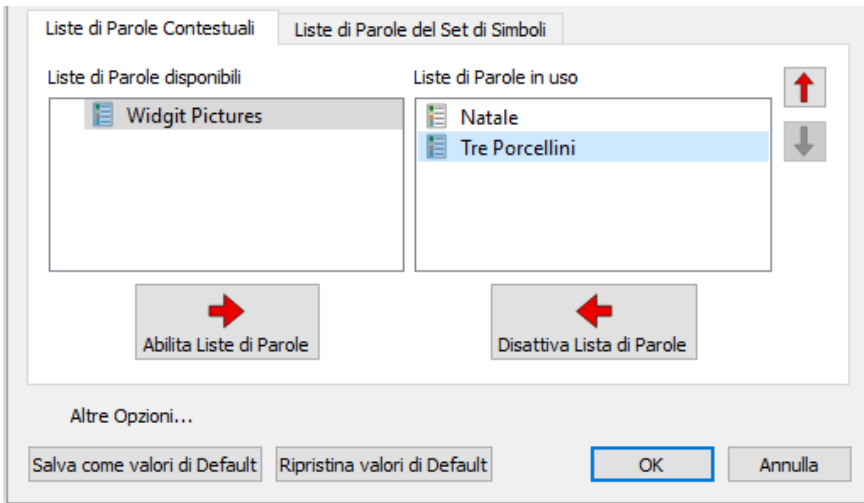 Liste di Parole Contestuali
Liste di Parole del Set di Simboli
Liste di Parole disponibili
Liste di Parole in uso
Widgit Pictures
Natale
Tre Porcellini
Abilita Liste di Parole
Disattiva Lista di Parole
Altre Opzioni...
Salva come valori di Default
Ripristina valori di Default
OK
Annulla